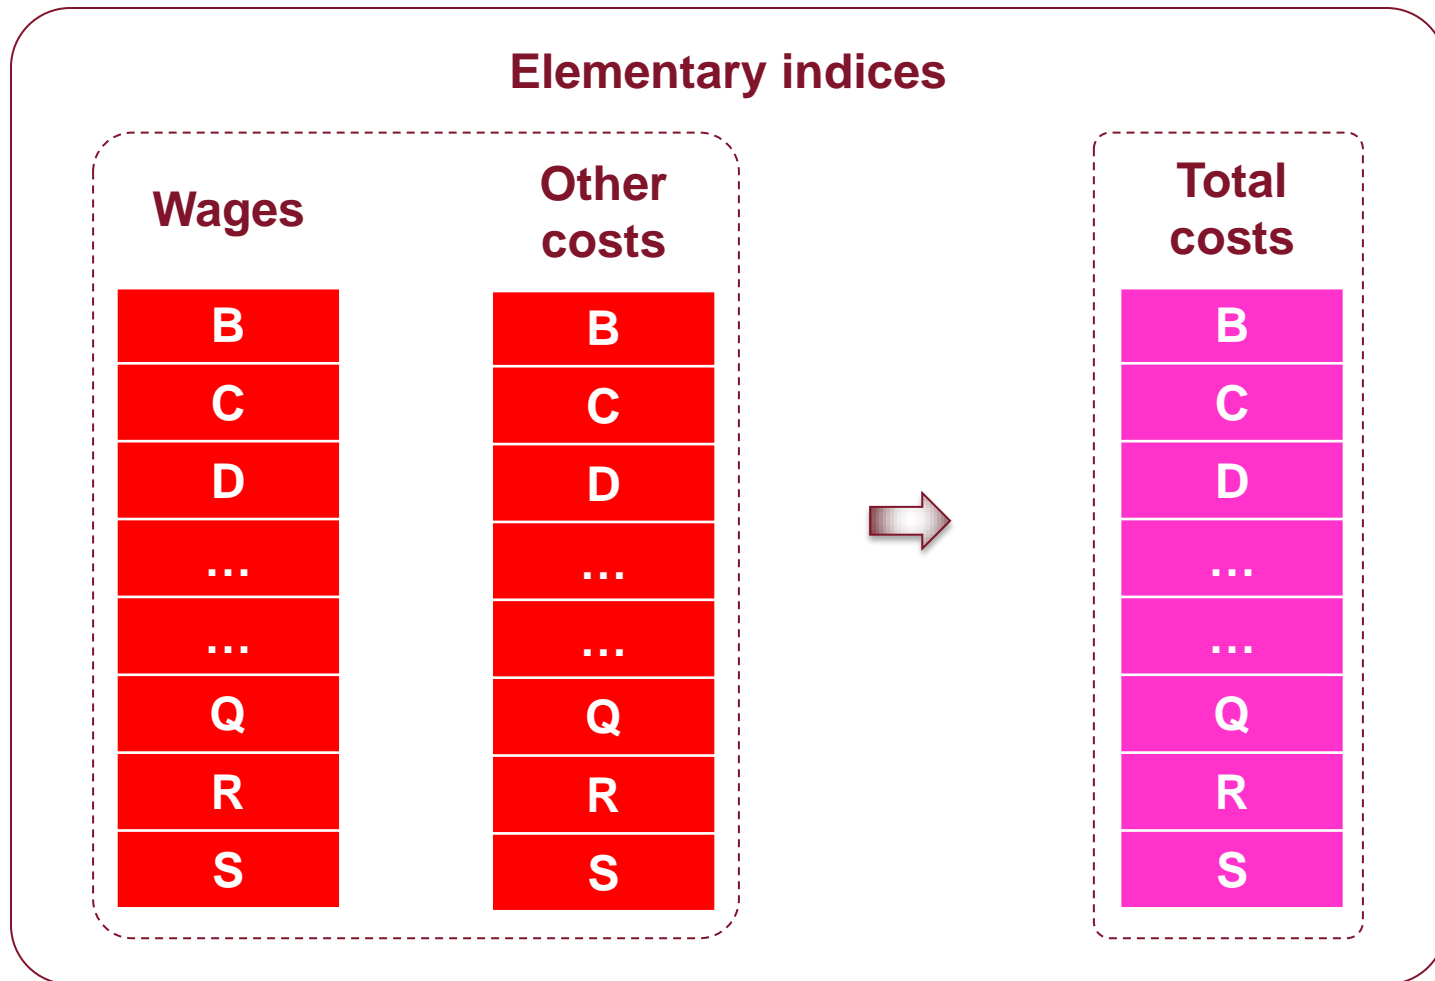 Elementary indices
Wages
B
C
D
...
...
Q
R
S
Other
costs
B
C
D
...
...
Q
R
S
Total
costs
B
C
D
...
...
Q
R
S